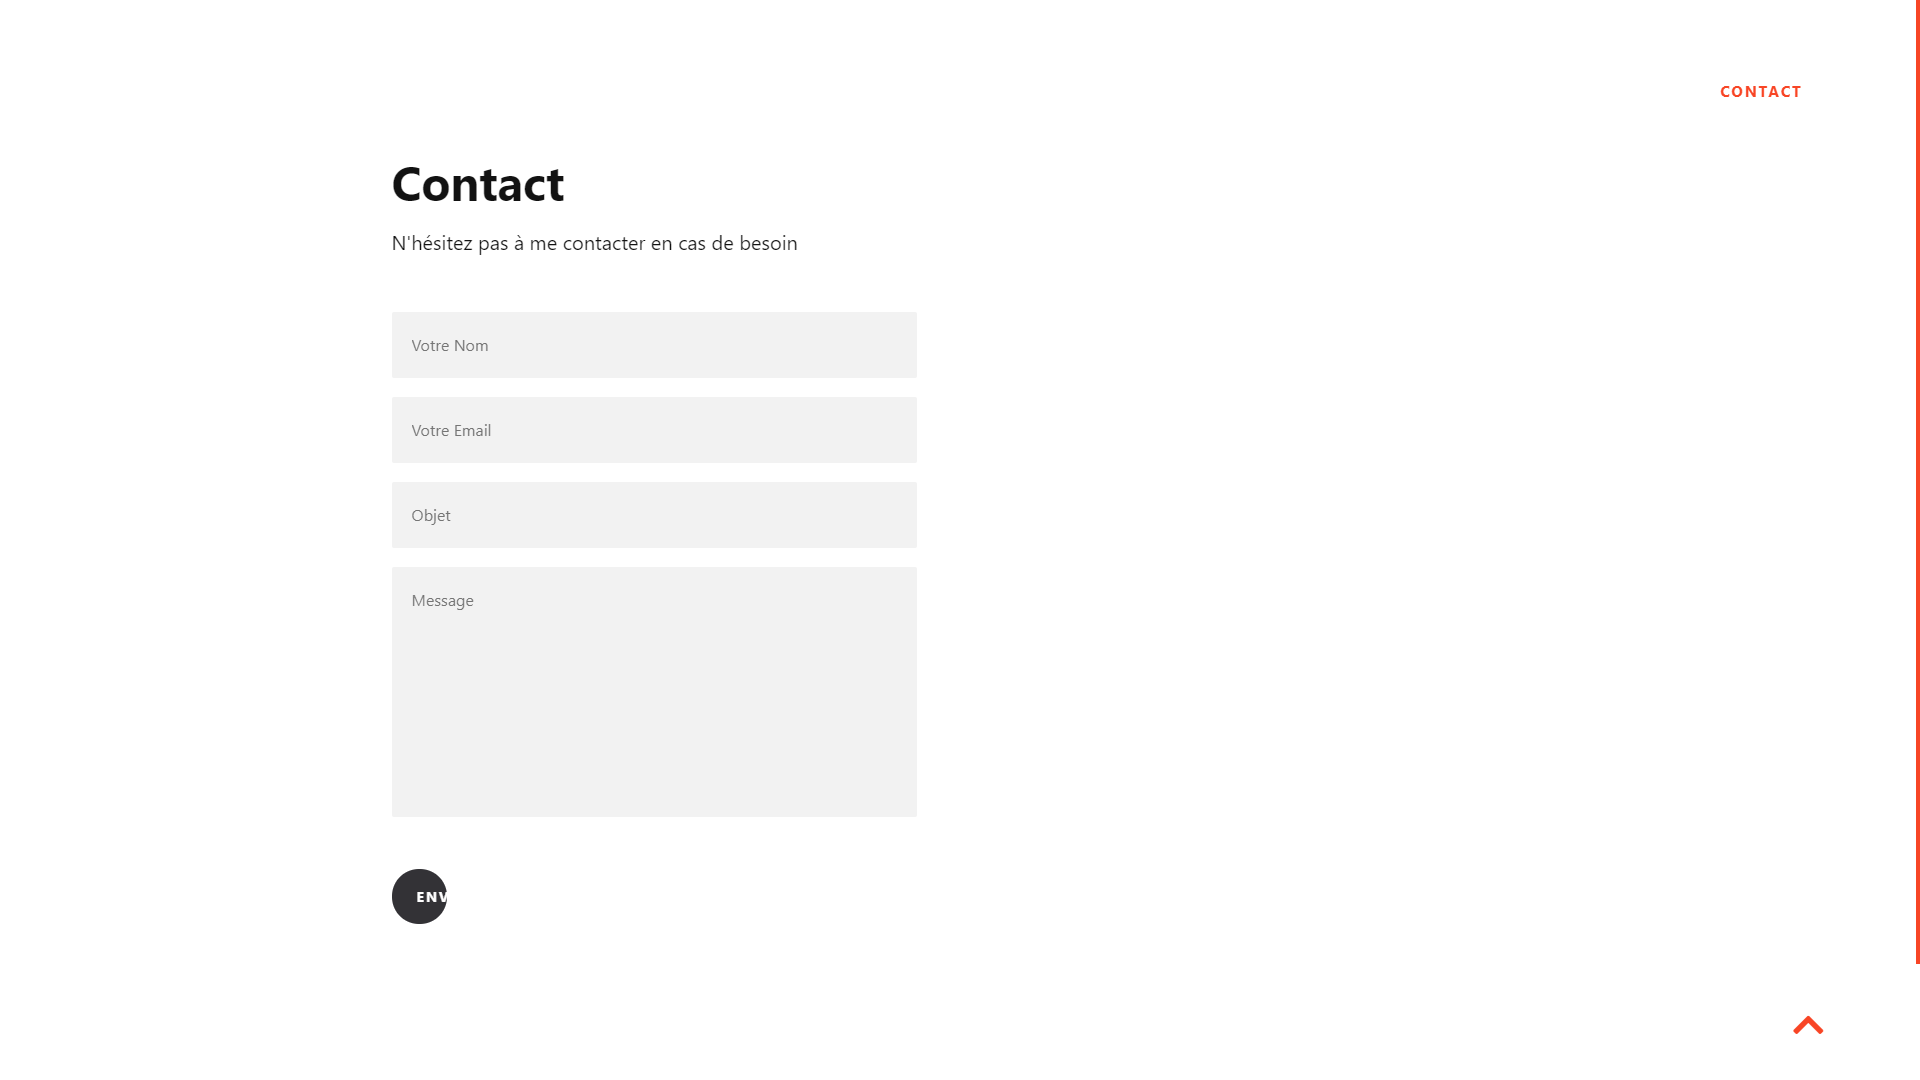 CONTACT
Contact
N'hésitez pas à me contacter en cas de besoin
Votre Nom
Votre Email
Objet
Message
ENV